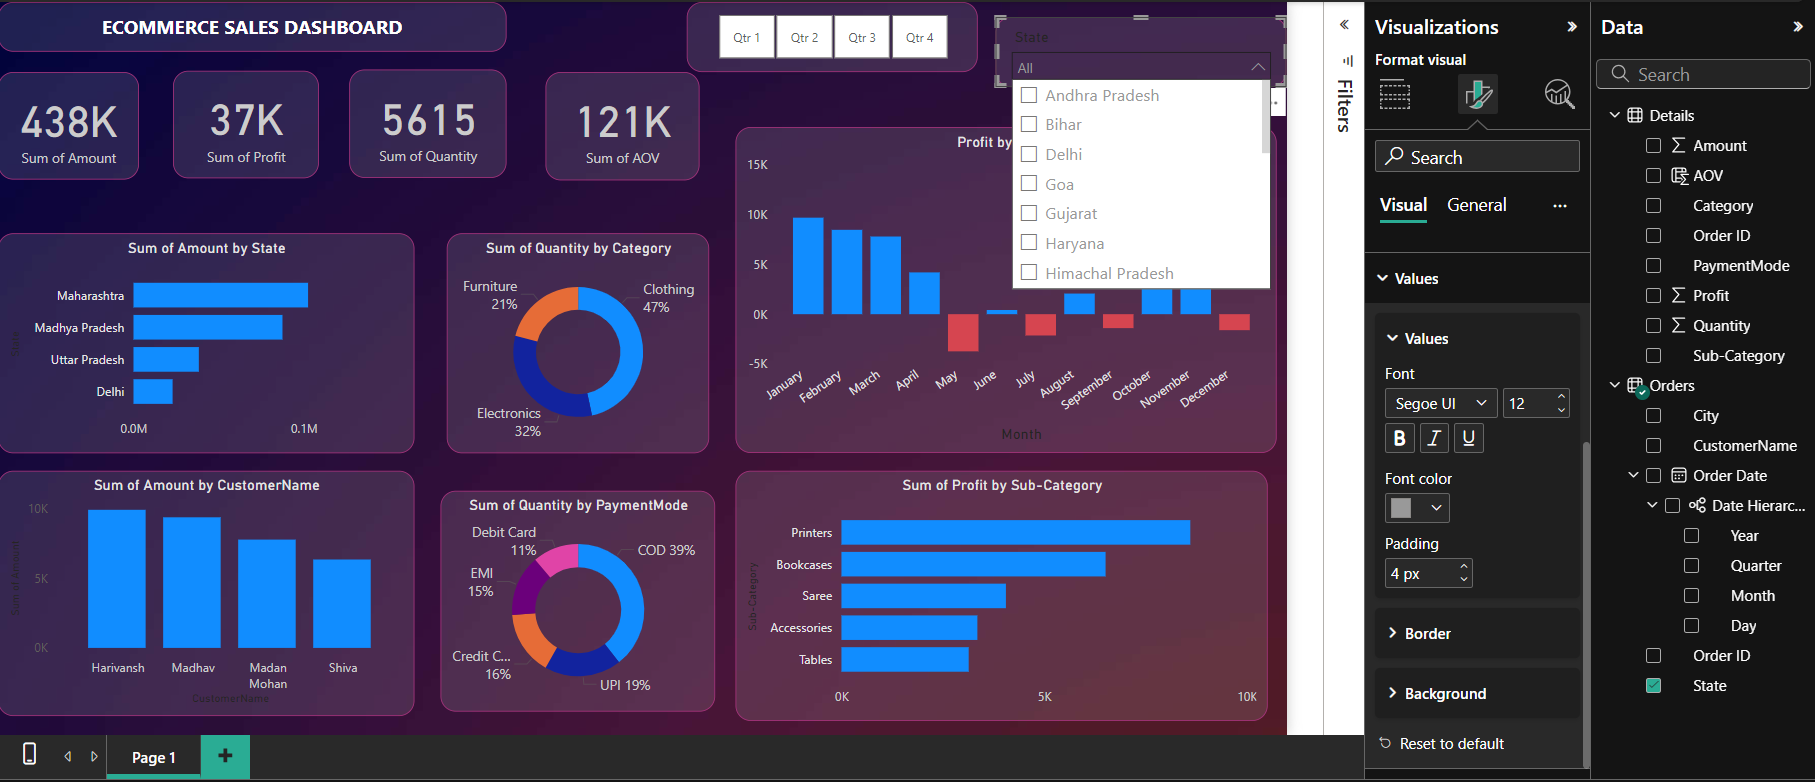 ECOMMERCE SALES DASHBOARD
Qtr 1
Qtr 2
Qtr 3
Qtr 4
State
All
Andhra Pradesh
Bihar
Delhi
Goa
Gujarat
Haryana
Himachal Pradesh
438K
Sum of Amount
37K
Sum of Profit
5615
Sum of Quantity
121K
Sum of AOV
Sum of Amount by State
State
Maharashtra
Madhya Pradesh
Uttar Pradesh
Delhi
0.0M
0.1M
Sum of Quantity by Category
Furniture
21%
Clothing
47%
Electronics
32%
Profit by
15K
10K
5K
0K
-5K
January
February
March
April
May
June
July
August
September
October
November
December
Month
Sum of Amount by CustomerName
Sum of Amount
10K
5K
0K
Harivansh
Madhav
Madan
Mohan
Shiva
CustomerName
Sum of Quantity by PaymentMode
Debit Card
11%
COD 39%
EMI
15%
Credit C...
16%
UPI 19%
Sum of Profit by Sub-Category
Sub-Category
Printers
Bookcases
Saree
Accessories
Tables
0K
5K
10K
Page 1
Filters
Visualizations
Format visual
Search
Visual
General
Values
Values
Font
Segoe UI
12
B
I
U
Font color
Padding
4 px
Border
Background
Reset to default
Data
Search
Details
Amount
AOV
Category
Order ID
PaymentMode
Profit
Quantity
Sub-Category
Orders
City
CustomerName
Order Date
Date Hierarc...
Year
Quarter
Month
Day
Order ID
State